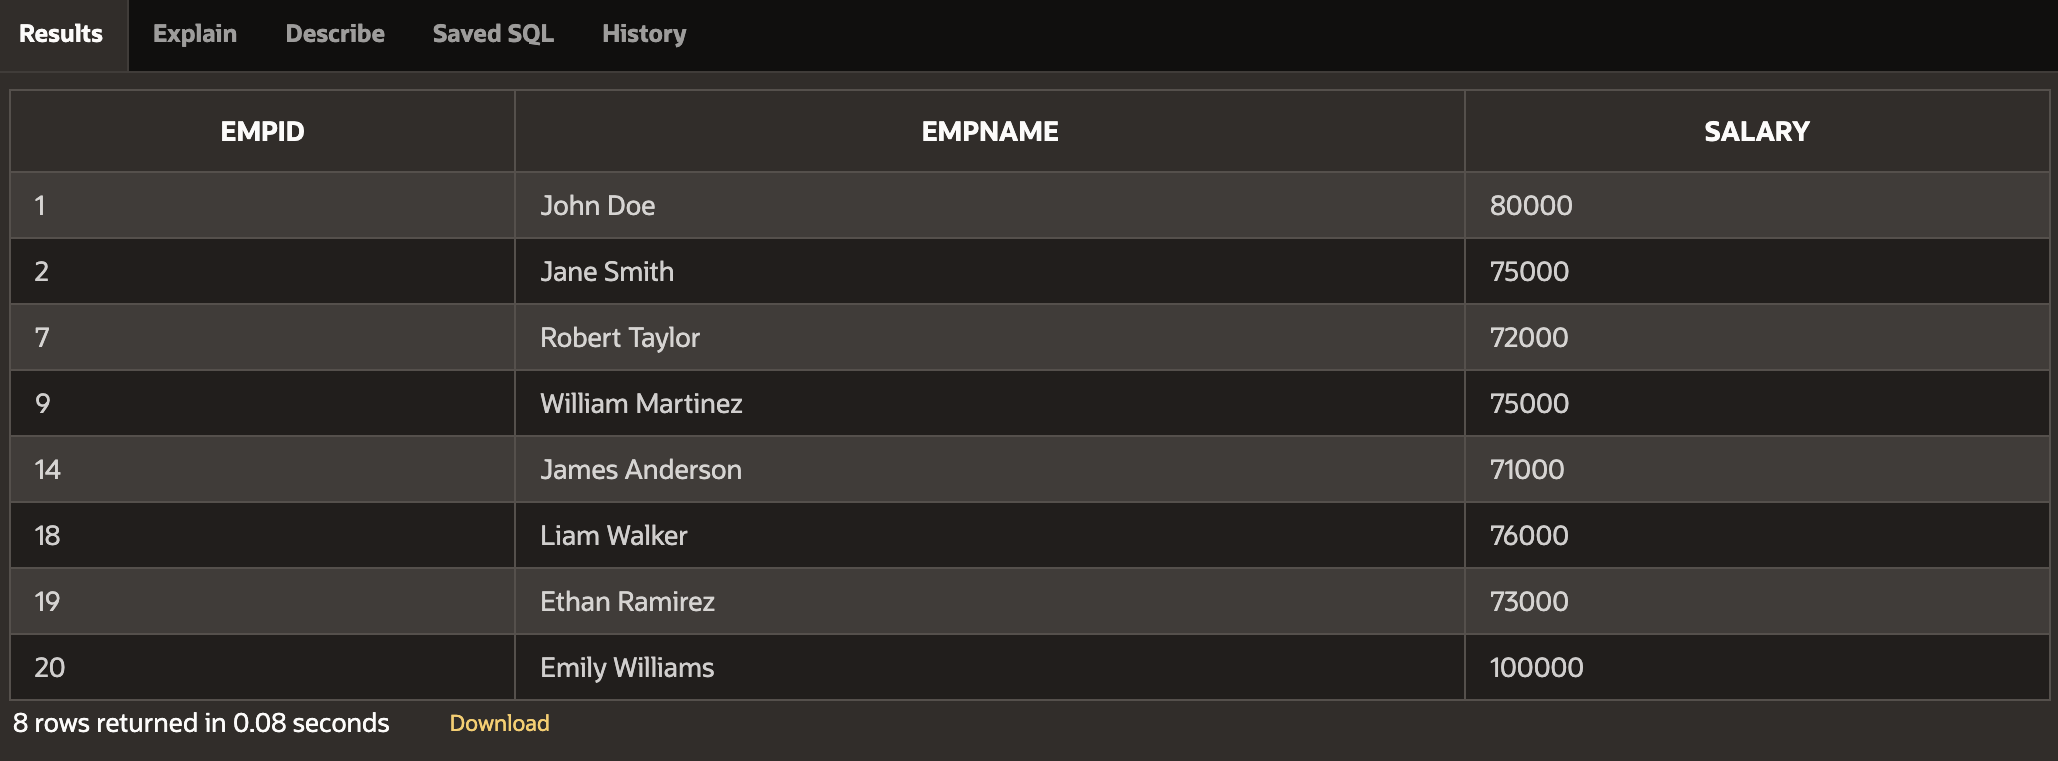 Results Explain Describe Saved SQL History
EMPID EMPNAME SALARY
1 John Doe 80000
2 Jane Smith 75000
7 Robert Taylor 72000
9 William Martinez 75000
14 James Anderson 71000
18 Liam Walker 76000
19 Ethan Ramirez 73000
20 Emily Williams 100000
8 rows returned in 0.08 seconds Download